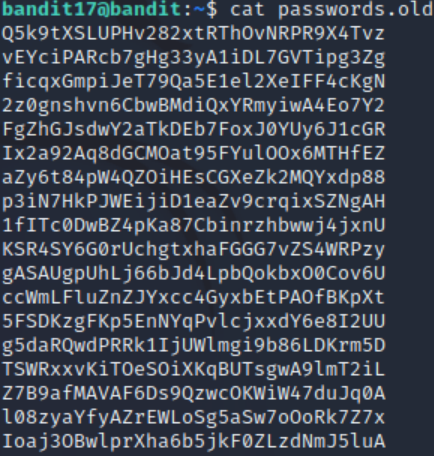 bandit17@bandit:~$ cat passwords.old
Q5k9tXSLUPHv282xtRThOvNRPR9X4Tvz
vEYciPARcb7gHg33yA1iDL7GVTipg3Zg
ficqxGmpiJeT79Qa5E1el2XeIFF4cKgN
2z0gnshvn6CbwBMdiQxYRmyiwA4Eo7Y2
FgZhGJsdwY2aTkDEb7FoxJ0YUy6J1cGR
Ix2a92Aq8dGCMOat95FYulOOx6MTHfEZ
aZy6t84pW4QZOiHEsCGXeZk2MQYxdp88
p3iN7HkPJWEijiD1eaZv9crqixSZNgAH
1fITc0DwBZ4pKa87Cbinrzhbwwj4jxnU
KSR4SY6G0rUchgtxhaFGGG7vZS4WRPzy
gASAUgpUhLj66bJd4LpbQokbxO0Cov6U
ccWmLFluZnZJYxcc4GyxbEtPAOfBKpXt
5FSDKzgFKp5EnNYqPvlcjxxdY6e8I2UU
g5daRQwdPRRk1IjUWlmgi9b86LDKrm5D
TSWRxxvKiTOeSOiXKqBUTsgwA9lmT2iL
Z7B9afMAVAF6Ds9QzwcOKWiW47duJq0A
l08zyaYfyAZrEWLoSg5aSw7oOoRk7Z7x
Ioaj3OBwlprXha6b5jkF0ZLzdNmJ5luA